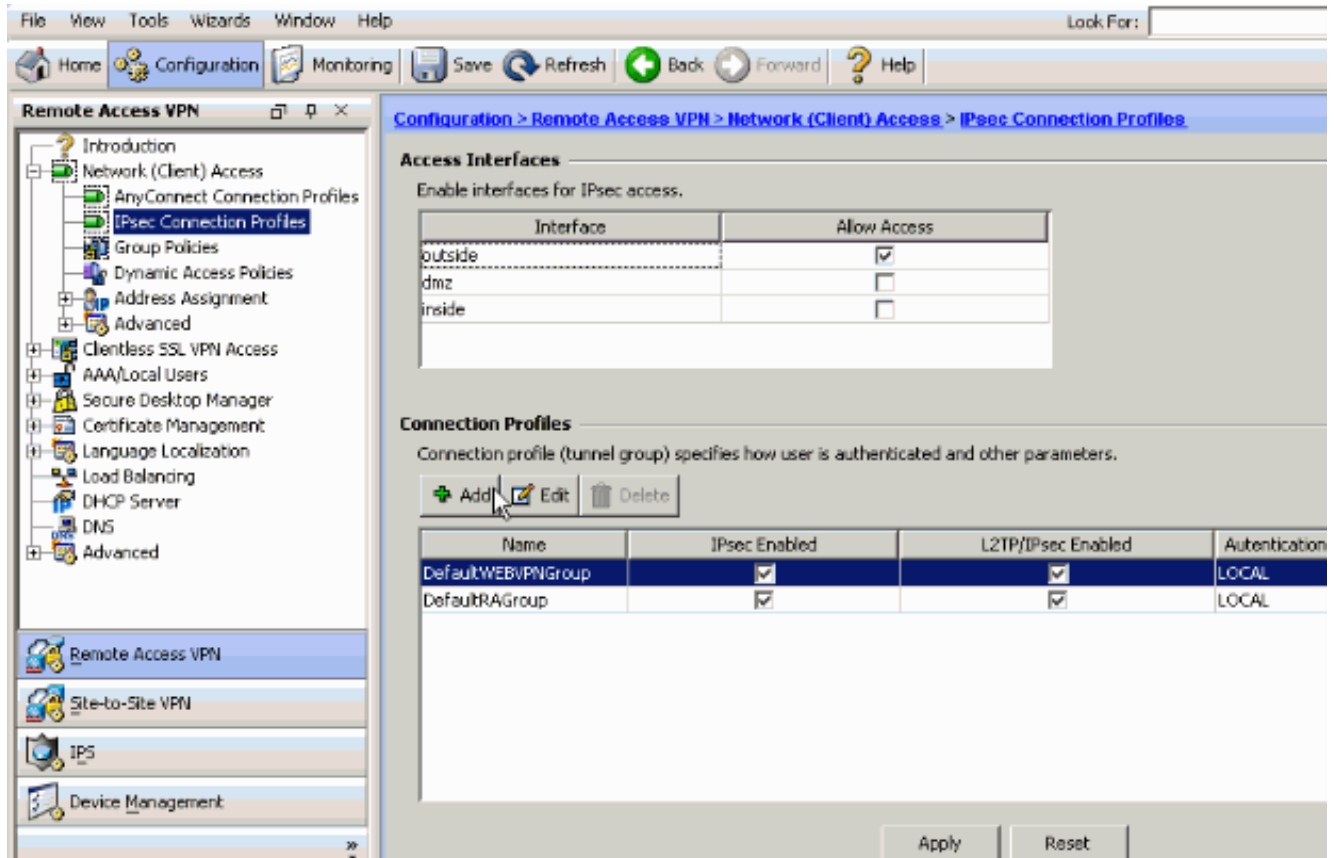 File View Tools Wizards Window Help Look For:
Home Configuration Monitoring Save Refresh Back Forward Help
Remote Access VPN
Introduction
Network (Client) Access
AnyConnect Connection Profiles
IPsec Connection Profiles
Group Policies
Dynamic Access Policies
Address Assignment
Advanced
Clientless SSL VPN Access
AAA/Local Users
Secure Desktop Manager
Certificate Management
Language Localization
Load Balancing
DHCP Server
DNS
Advanced
Remote Access VPN
Site-to-Site VPN
IPS
Device Management
Configuration > Remote Access VPN > Network (Client) Access > IPsec Connection Profiles
Access Interfaces
Enable interfaces for IPsec access.
Interface Allow Access
outside
dmz
inside
Connection Profiles
Connection profile (tunnel group) specifies how user is authenticated and other parameters.
Add Edit Delete
Name IPsec Enabled L2TP/IPsec Enabled Autentication
DefaultWEBVPNGroup LOCAL
DefaultRAGroup LOCAL
Apply Reset